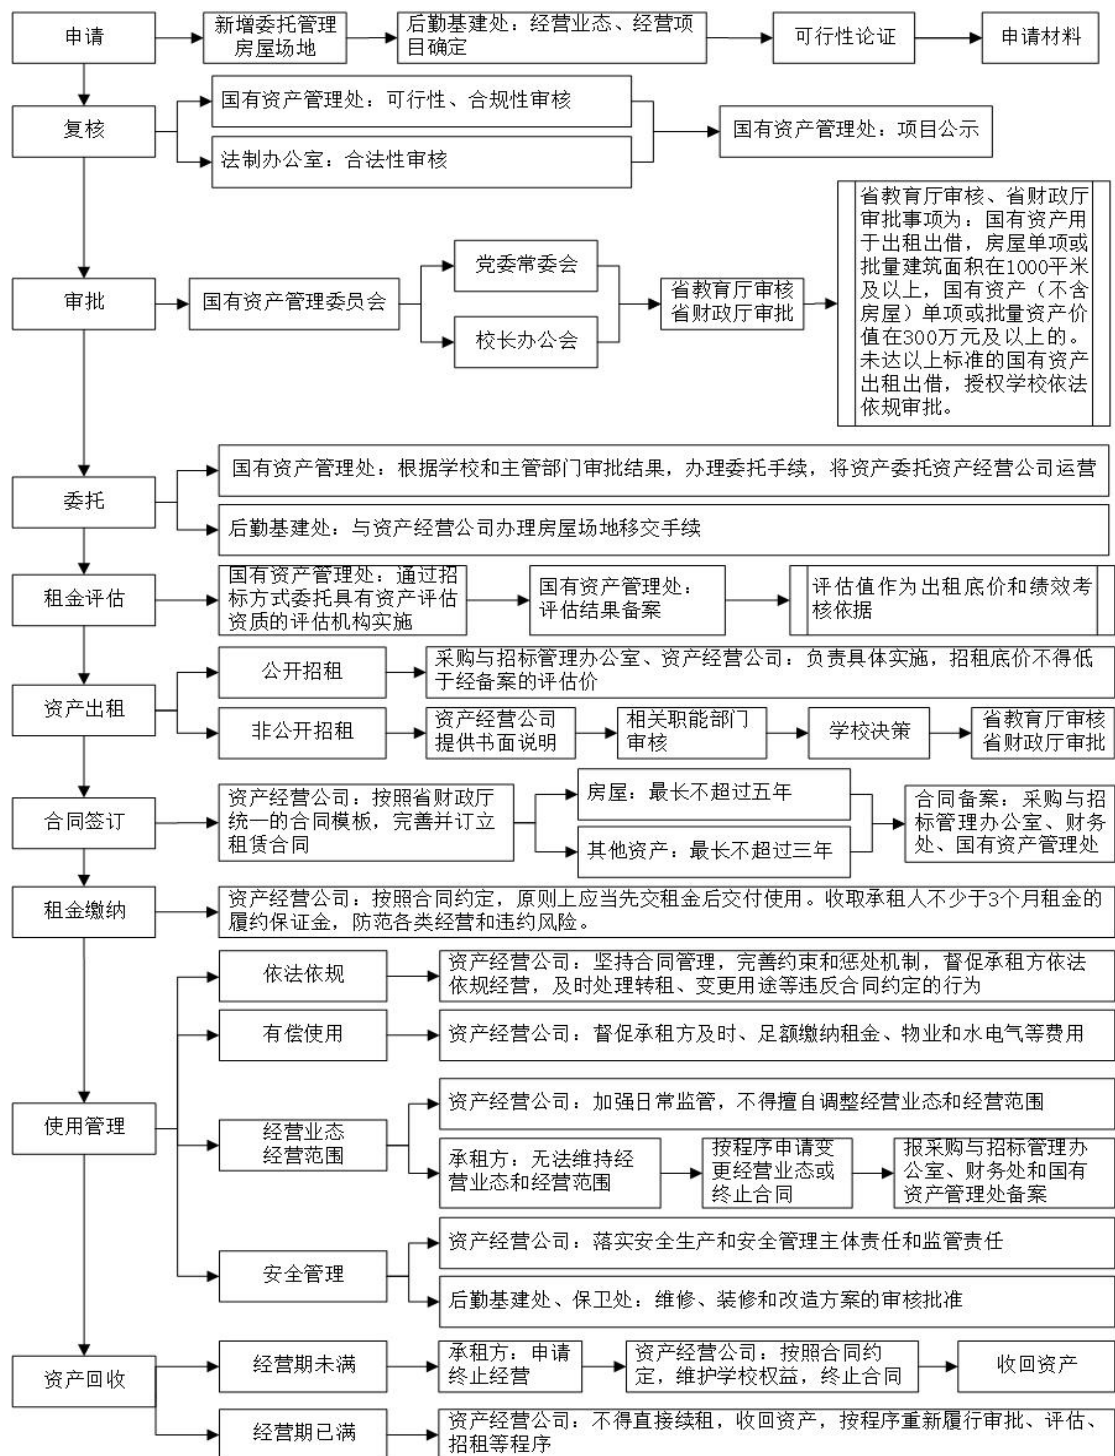 申请
新增委托管理
房屋场地
后勤基建处：经营业态、经营项
目确定
可行性论证
申请材料
复核
国有资产管理处：可行性、合规性审核
法制办公室：合法性审核
国有资产管理处：项目公示
审批
国有资产管理委员会
党委常委会
校长办公会
省教育厅审核
省财政厅审批
省教育厅审核、省财政厅
审批事项为：国有资产用
于出租出借，房屋单项或
批量建筑面积在1000平米
及以上，国有资产（不含
房屋）单项或批量资产价
值在300万元及以上的。
未达以上标准的国有资产
出租出借，授权学校依法
依规审批。
委托
国有资产管理处：根据学校和主管部门审批结果，办理委托手续，将资产委托资产经营公司运营
后勤基建处：与资产经营公司办理房屋场地移交手续
租金评估
国有资产管理处：通过招
标方式委托具有资产评估
资质的评估机构实施
国有资产管理处：
评估结果备案
评估值作为出租底价和绩效考
核依据
资产出租
公开招租
采购与招标管理办公室、资产经营公司：负责具体实施，招租底价不得低
于经备案的评估价
非公开招租
资产经营公司
提供书面说明
相关职能部门
审核
学校决策
省教育厅审核
省财政厅审批
合同签订
资产经营公司：按照省财政厅
统一的合同模板，完善并订立
租赁合同
房屋：最长不超过五年
其他资产：最长不超过三年
合同备案：采购与招
标管理办公室、财务
处、国有资产管理处
租金缴纳
资产经营公司：按照合同约定，原则上应当先交租金后交付使用。收取承租人不少于3个月租金的
履约保证金，防范各类经营和违约风险。
使用管理
依法依规
资产经营公司：坚持合同管理，完善约束和惩处机制，督促承租方依法
依规经营，及时处理转租、变更用途等违反合同约定的行为
有偿使用
资产经营公司：督促承租方及时、足额缴纳租金、物业和水电气等费用
经营业态
经营范围
资产经营公司：加强日常监管，不得擅自调整经营业态和经营范围
承租方：无法维持经
营业态和经营范围
按程序申请变
更经营业态或
终止合同
报采购与招标管理办
公室、财务处和国有
资产管理处备案
安全管理
资产经营公司：落实安全生产和安全管理主体责任和监管责任
后勤基建处、保卫处：维修、装修和改造方案的审核批准
资产回收
经营期未满
承租方：申请
终止经营
资产经营公司：按照合同约
定，维护学校权益，终止合同
收回资产
经营期已满
资产经营公司：不得直接续租，收回资产，按程序重新履行审批、评估、
招租等程序